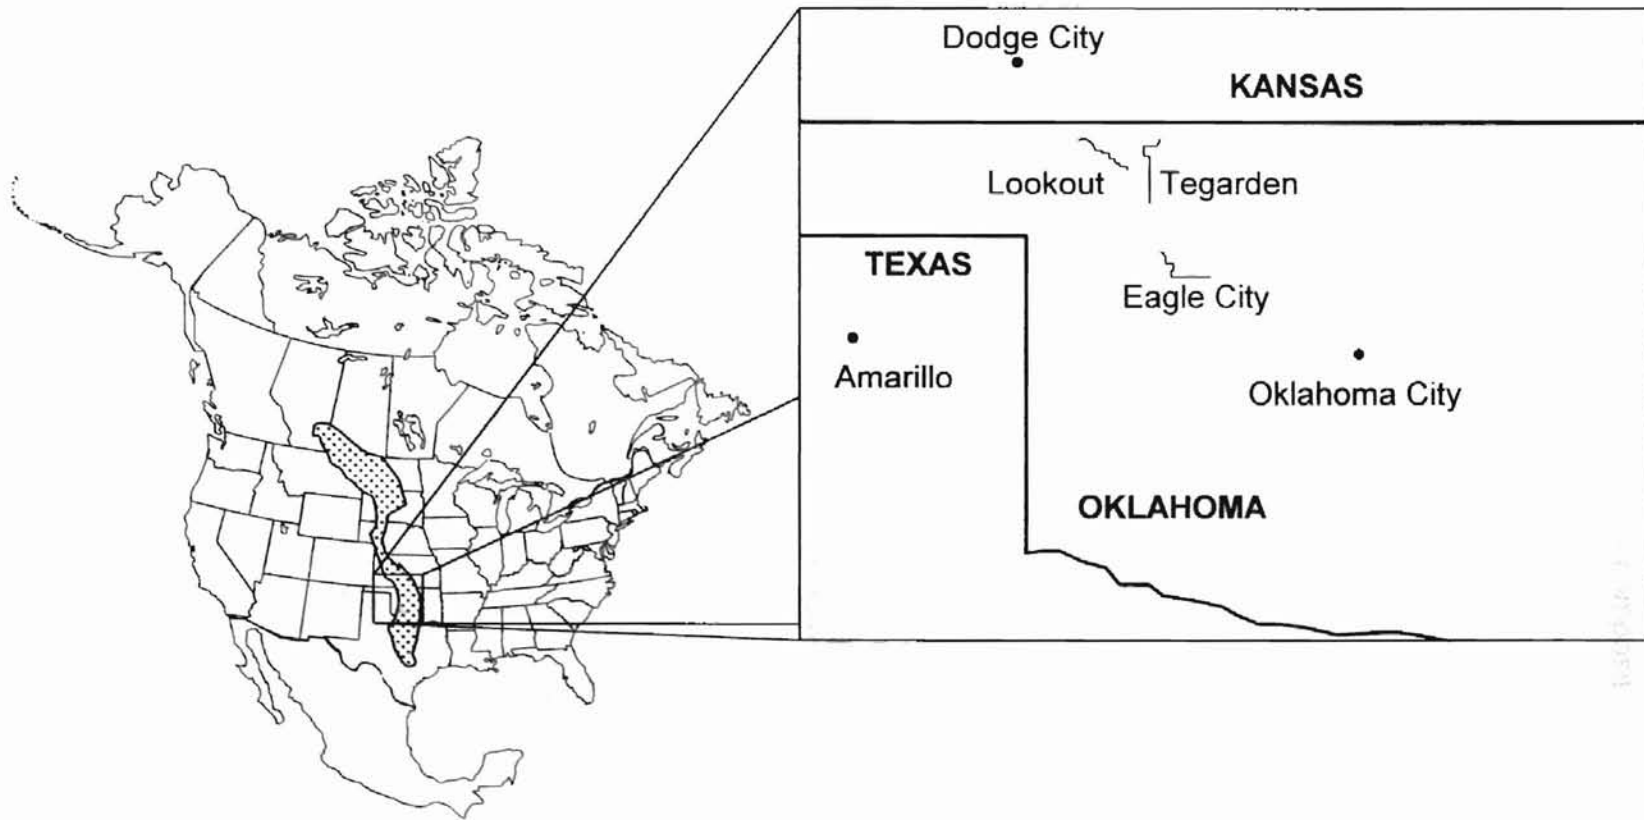 Dodge City
KANSAS
Lookout
Tegarden
TEXAS
Eagle City
Amarillo
Oklahoma City
OKLAHOMA